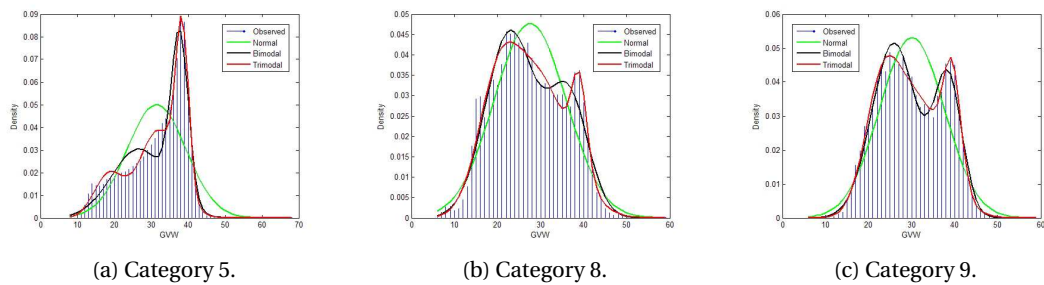 0.09
0.08
0.07
0.06
0.05
0.04
0.03
0.02
0.01
0
Density
0 10 20 30 40 50 60 70
GVW
Observed
Normal
Bimodal
Trimodal
(a) Category 5.
0.05
0.045
0.04
0.035
0.03
0.025
0.02
0.015
0.01
0.005
0
Density
0 10 20 30 40 50 60
GVW
Observed
Normal
Bimodal
Trimodal
(b) Category 8.
0.06
0.05
0.04
0.03
0.02
0.01
0
Density
0 10 20 30 40 50 60
GVW
Observed
Normal
Bimodal
Trimodal
(c) Category 9.